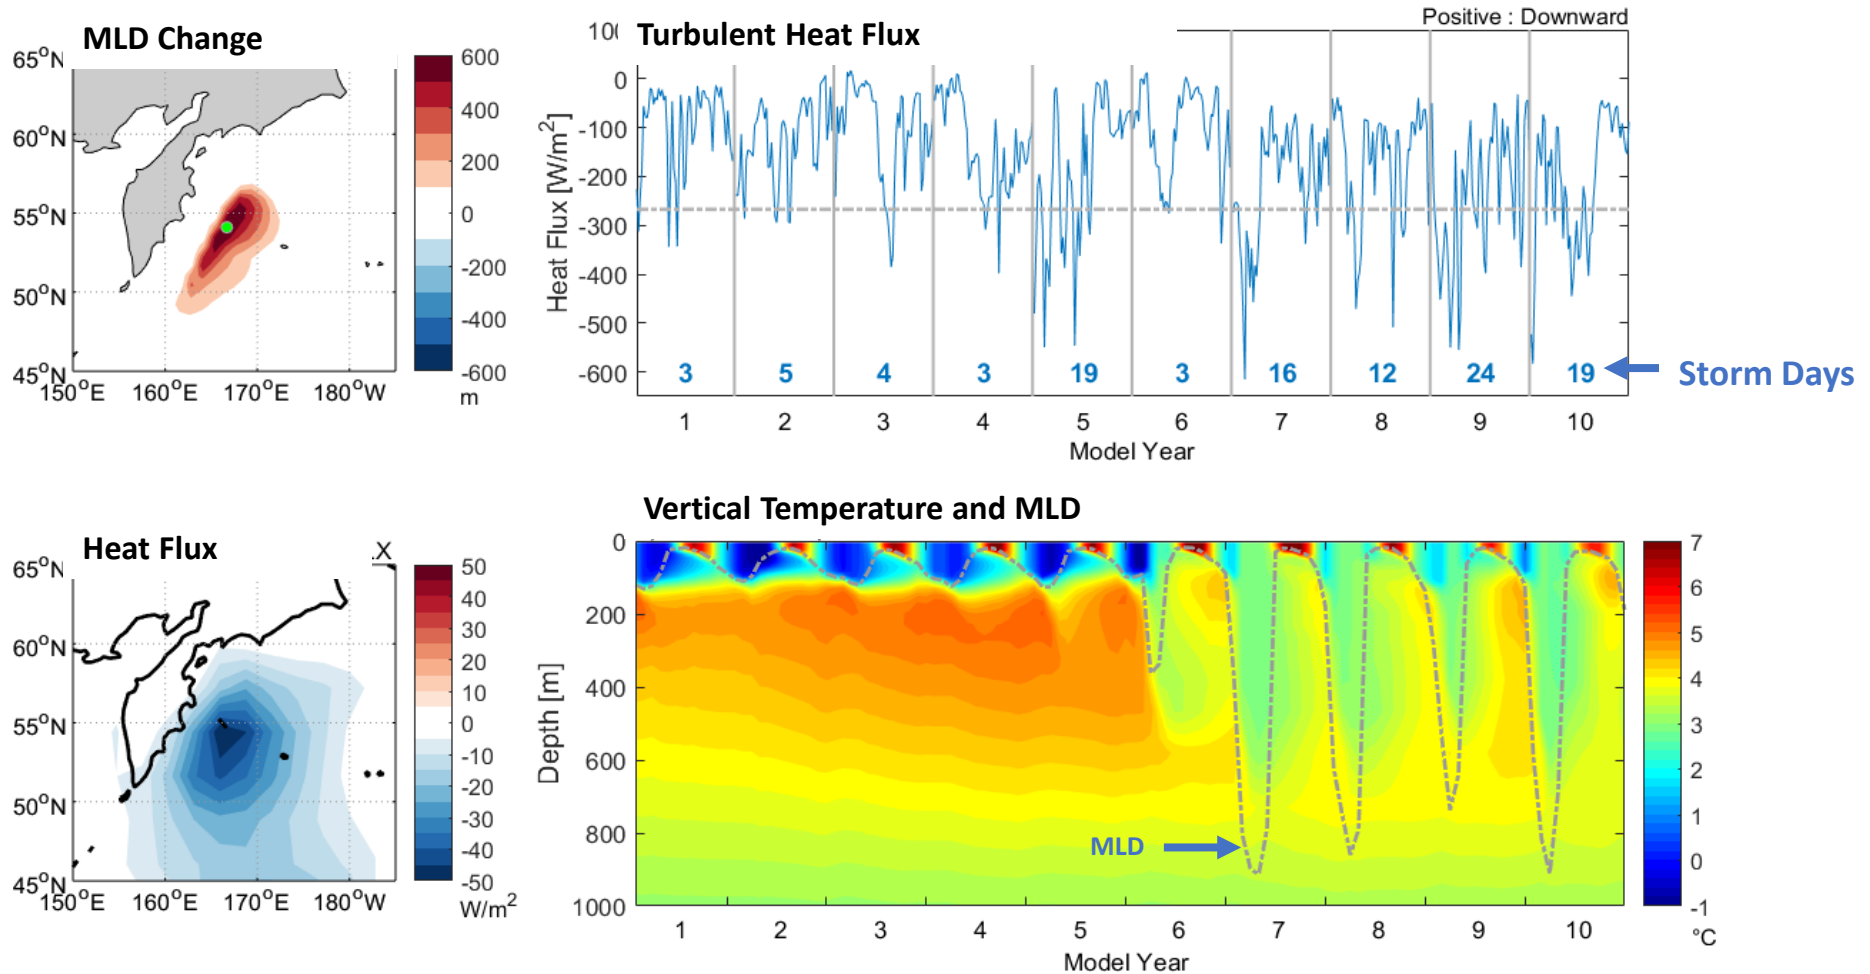 MLD Change
65°N
60°N
55°N
50°N
45°N
150°E 160°E 170°E 180°W
600
400
200
0
-200
-400
-600
m
Turbulent Heat Flux
Positive : Downward
0
-100
-200
-300
-400
-500
-600
Heat Flux [W/m²]
3 5 4 3 19 3 16 12 24 19
Storm Days
1 2 3 4 5 6 7 8 9 10
Model Year
Heat Flux
X
65°N
60°N
55°N
50°N
45°N
150°E 160°E 170°E 180°W
50
40
30
20
10
0
-10
-20
-30
-40
-50
W/m²
Vertical Temperature and MLD
0
200
400
600
800
1000
Depth [m]
MLD
1 2 3 4 5 6 7 8 9 10
Model Year
7
6
5
4
3
2
1
0
-1
°C